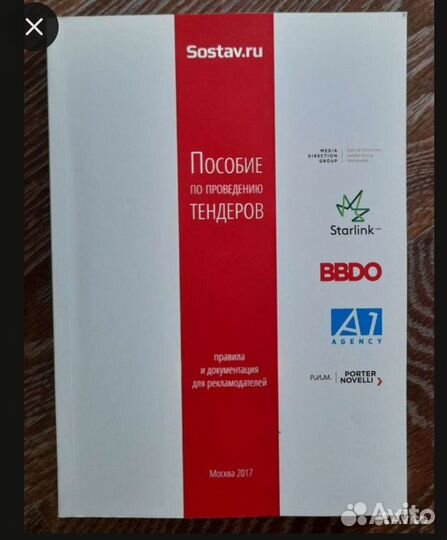 Sostav.ru
Пособие
по проведению
тендеров
правила
и документация
для рекламодателей
Москва 2017
MEDIA
DIRECTION
GROUP
Starlink
BBDO
A1
AGENCY
Р.И.М.
PORTER
NOVELLI
Avito